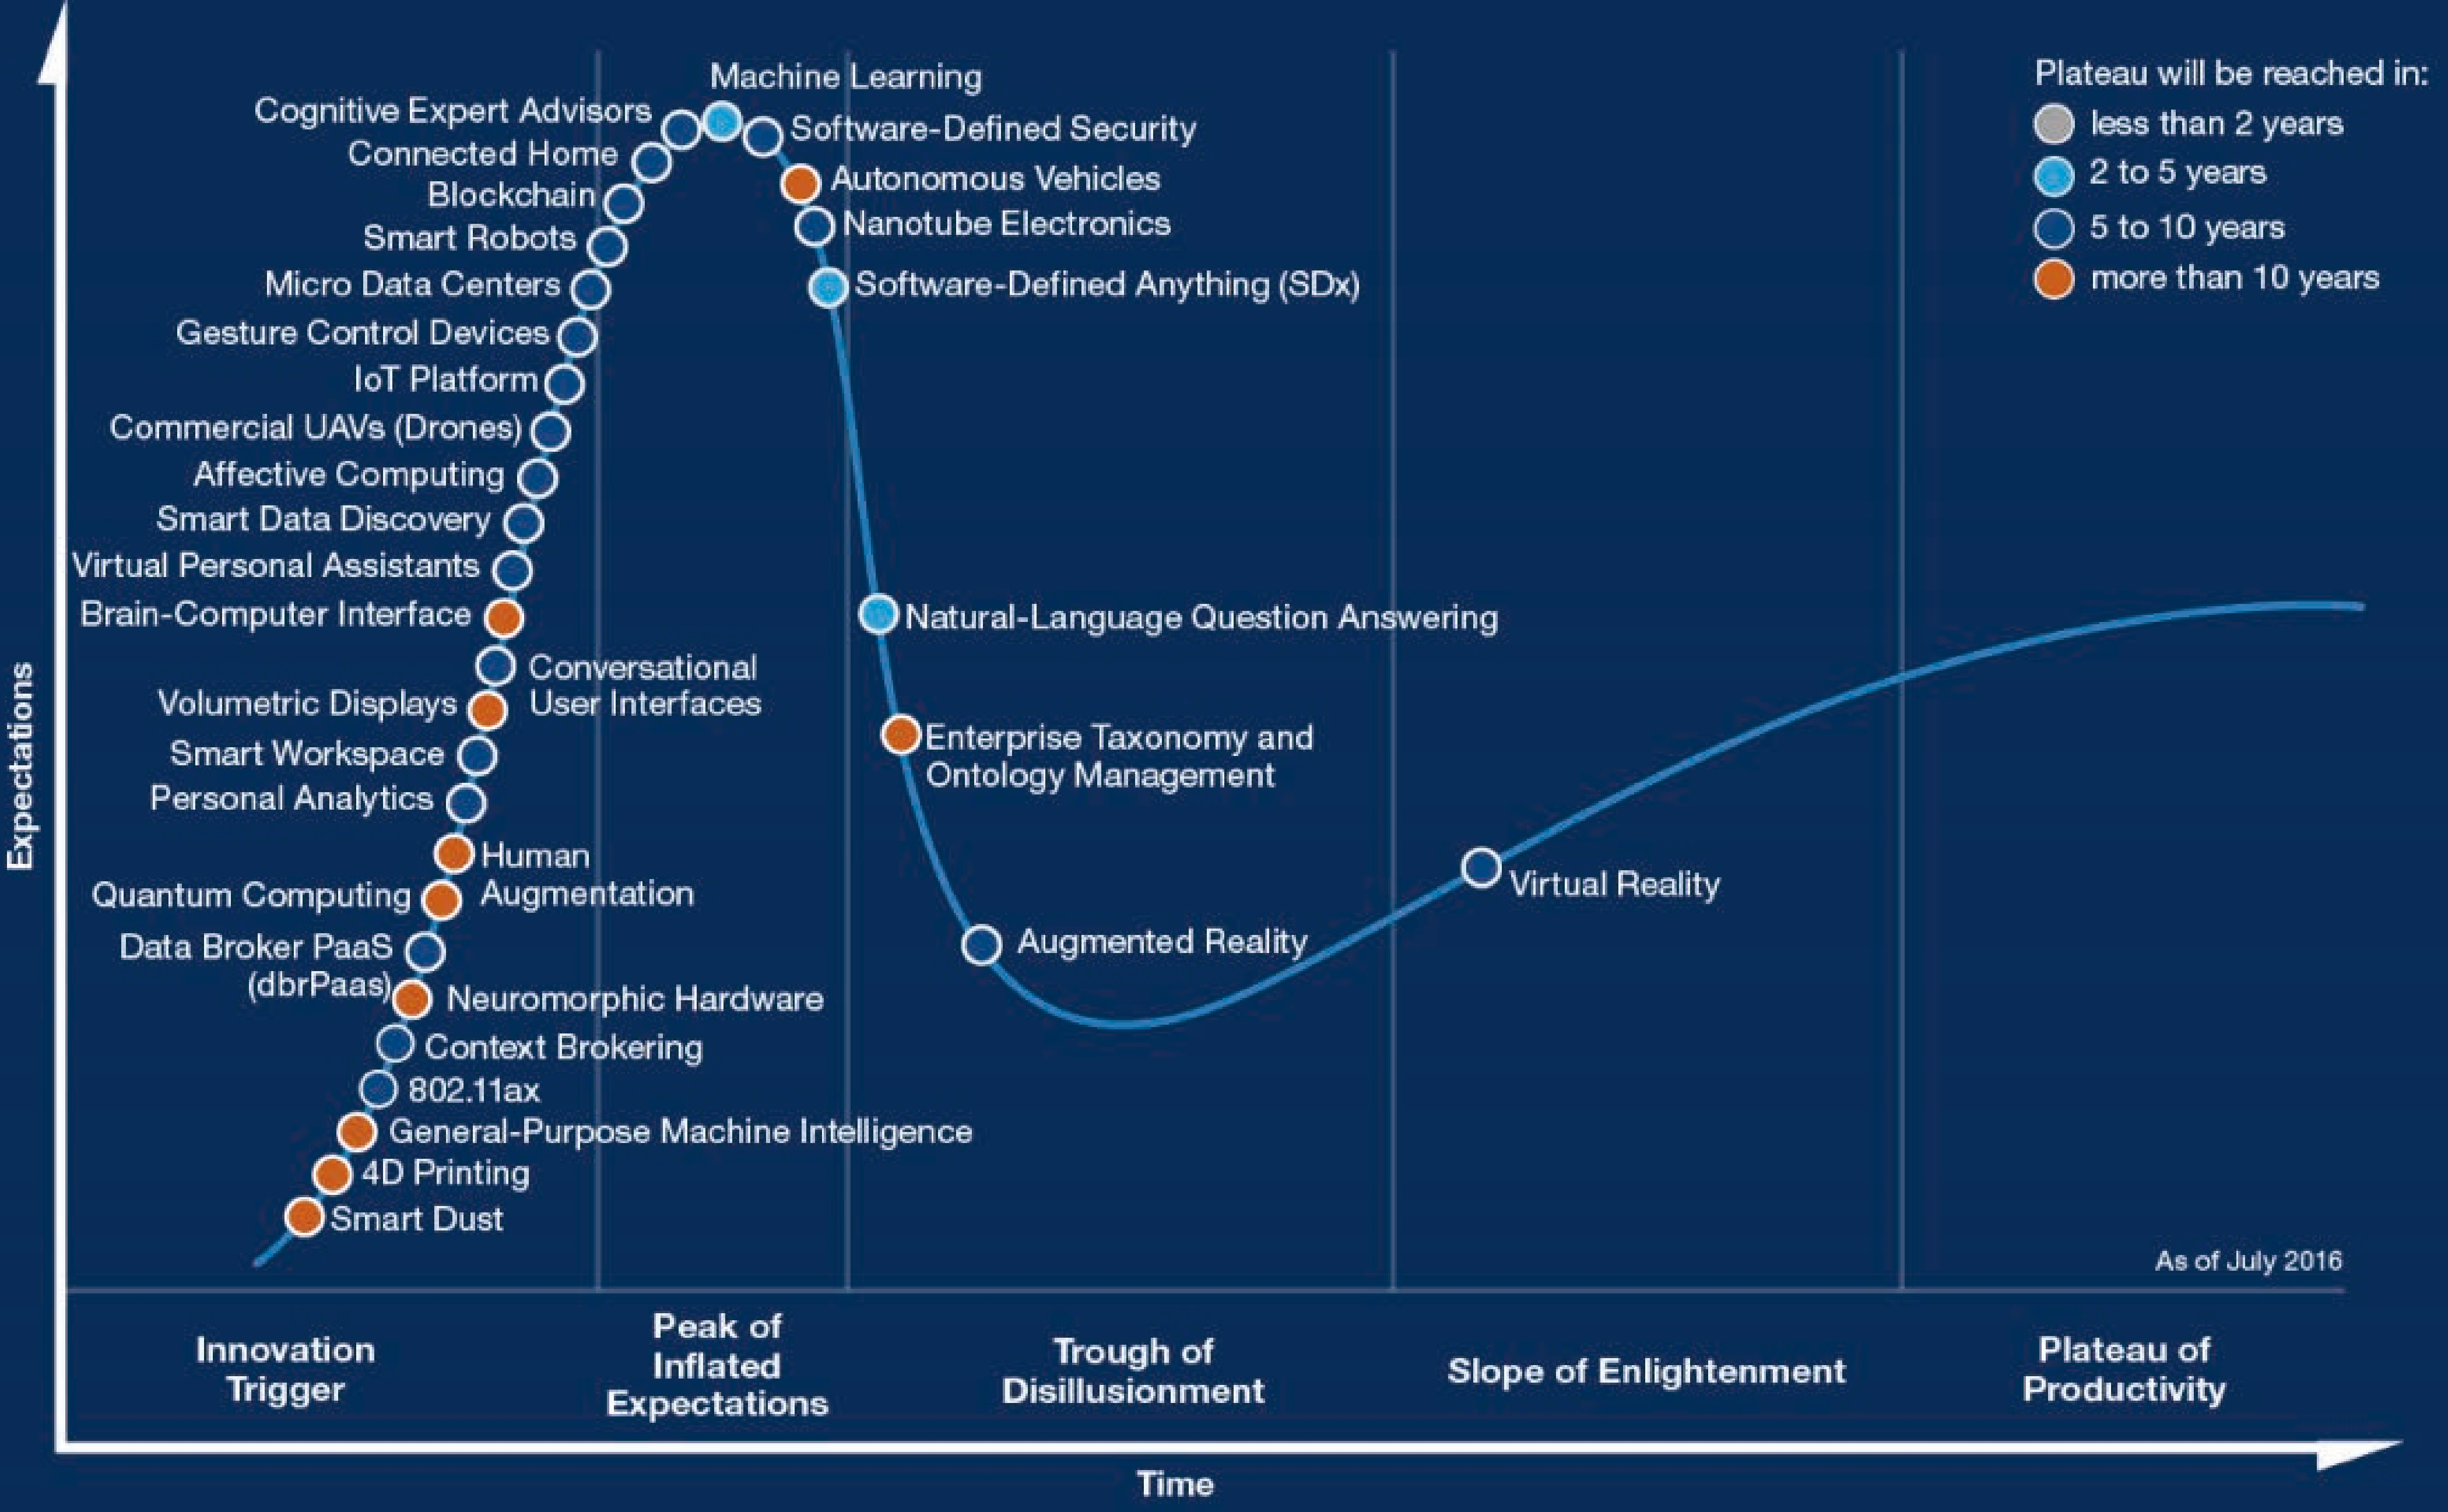 Machine Learning
Cognitive Expert Advisors
Software-Defined Security
Connected Home
Autonomous Vehicles
Blockchain
Nanotube Electronics
Smart Robots
Micro Data Centers
Software-Defined Anything (SDx)
Gesture Control Devices
IoT Platform
Commercial UAVs (Drones)
Affective Computing
Smart Data Discovery
Virtual Personal Assistants
Brain-Computer Interface
Natural-Language Question Answering
Conversational
User Interfaces
Volumetric Displays
Enterprise Taxonomy and
Ontology Management
Smart Workspace
Personal Analytics
Human
Augmentation
Quantum Computing
Virtual Reality
Data Broker PaaS
(dbrPaas)
Augmented Reality
Neuromorphic Hardware
Context Brokering
802.11ax
General-Purpose Machine Intelligence
4D Printing
Smart Dust
Plateau will be reached in:
less than 2 years
2 to 5 years
5 to 10 years
more than 10 years
As of July 2016
Expectations
Innovation
Trigger
Peak of
Inflated
Expectations
Trough of
Disillusionment
Slope of Enlightenment
Plateau of
Productivity
Time